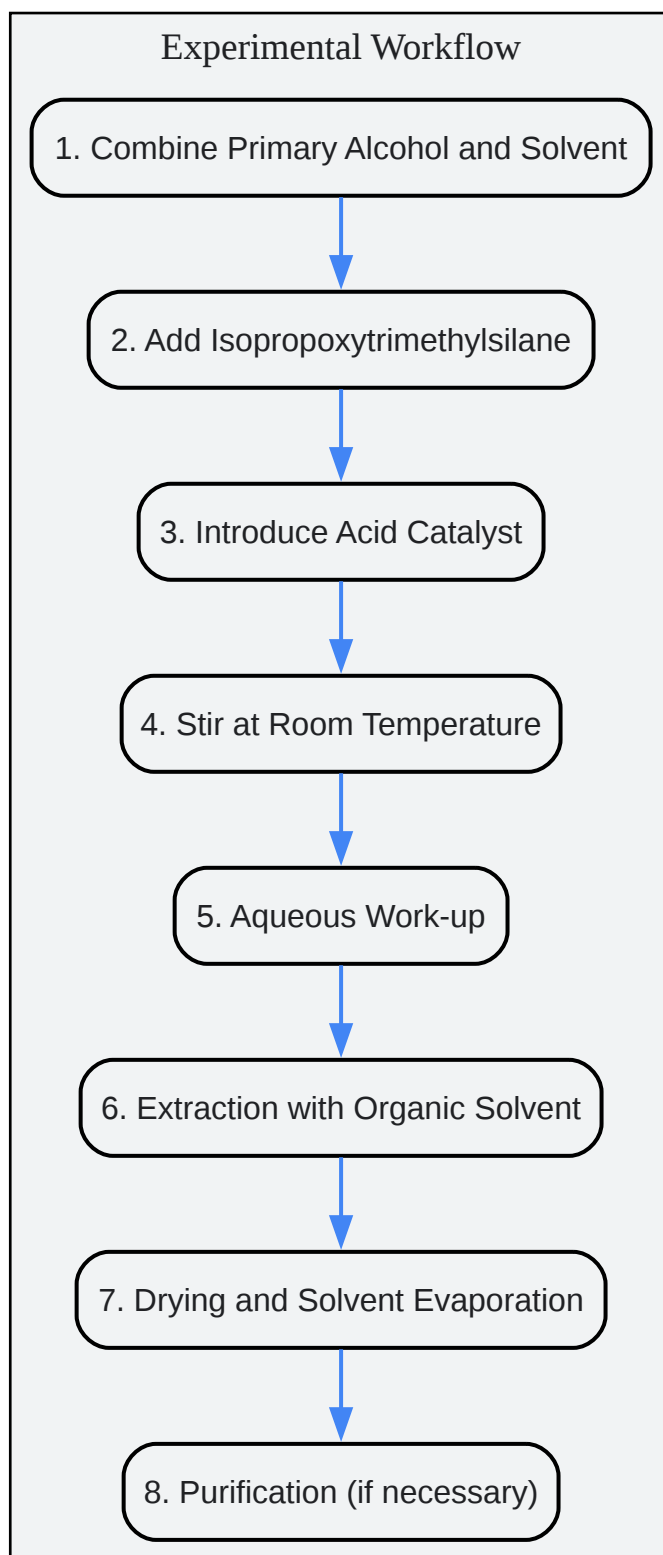 Experimental Workflow
1. Combine Primary Alcohol and Solvent
2. Add Isopropoxytrimethylsilane
3. Introduce Acid Catalyst
4. Stir at Room Temperature
5. Aqueous Work-up
6. Extraction with Organic Solvent
7. Drying and Solvent Evaporation
8. Purification (if necessary)